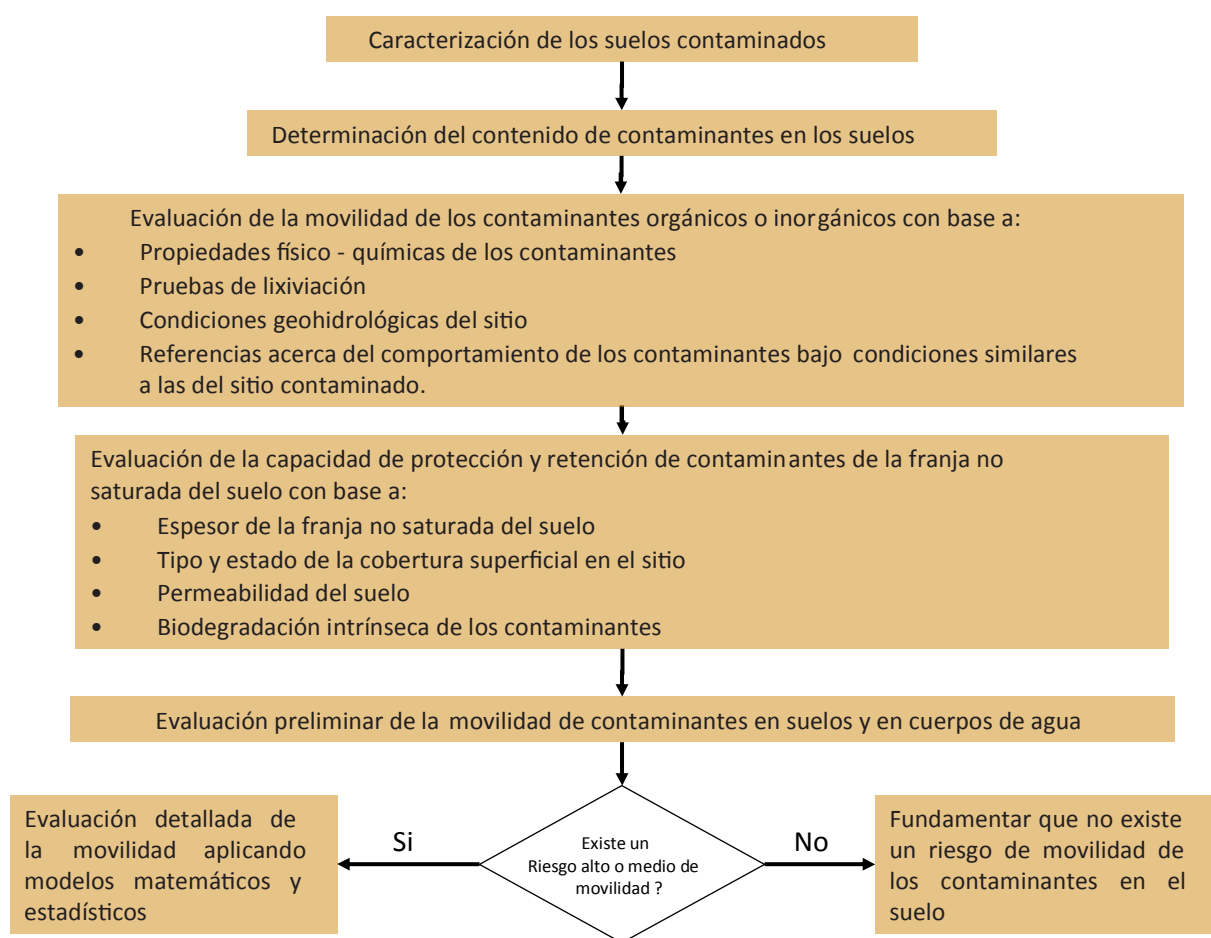 Caracterización de los suelos contaminados
Determinación del contenido de contaminantes en los suelos
Evaluación de la movilidad de los contaminantes orgánicos o inorgánicos con base a:
• Propiedades físico - químicas de los contaminantes
• Pruebas de lixiviación
• Condiciones geohidrológicas del sitio
• Referencias acerca del comportamiento de los contaminantes bajo condiciones similares
a las del sitio contaminado.
Evaluación de la capacidad de protección y retención de contaminantes de la franja no
saturada del suelo con base a:
• Espesor de la franja no saturada del suelo
• Tipo y estado de la cobertura superficial en el sitio
• Permeabilidad del suelo
• Biodegradación intrínseca de los contaminantes
Evaluación preliminar de la movilidad de contaminantes en suelos y en cuerpos de agua
Evaluación detallada de
la movilidad aplicando
modelos matemáticos y
estadísticos
Si
Existe un
Riesgo alto o medio de
movilidad ?
No
Fundamentar que no existe
un riesgo de movilidad de
los contaminantes en el
suelo